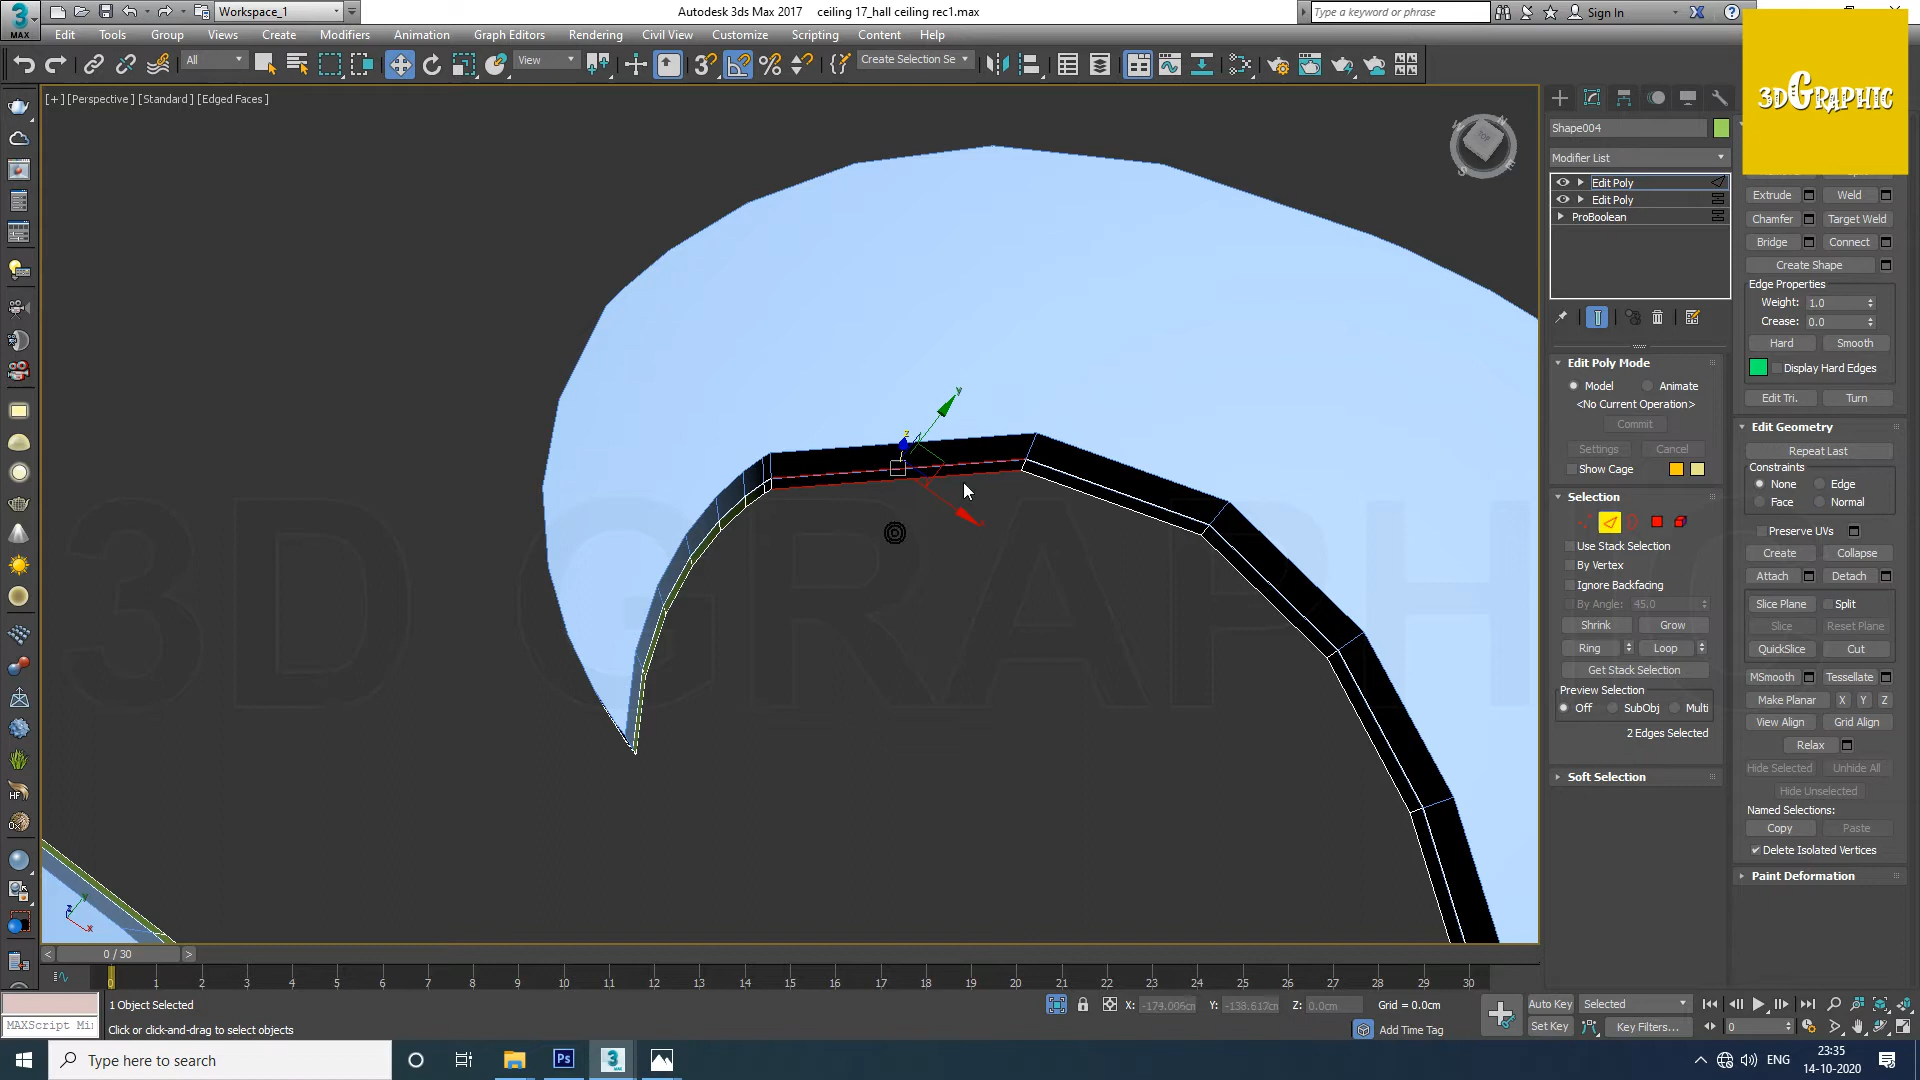 Workspace_1
Autodesk 3ds Max 2017    ceiling 17_hall ceiling rec1.max
Type a keyword or phrase
Sign In
3DGRAPHIC
MAX
Edit Tools Group Views Create Modifiers Animation Graph Editors Rendering Civil View Customize Scripting Content Help
All
View
Create Selection Se
[+] [Perspective ] [Standard ] [Edged Faces ]
TOP
N
W
S
E
Shape004
Modifier List
Edit Poly
Edit Poly
ProBoolean
Extrude
Weld
Chamfer
Target Weld
Bridge
Connect
Create Shape
Edge Properties
Weight: 1.0
Crease: 0.0
Hard
Smooth
Display Hard Edges
Edit Tri.
Turn
Edit Poly Mode
Model
Animate
<No Current Operation>
Commit
Settings
Cancel
Show Cage
Selection
Use Stack Selection
By Vertex
Ignore Backfacing
By Angle: 45.0
Shrink
Grow
Ring
Loop
Get Stack Selection
Preview Selection
Off
SubObj
Multi
2 Edges Selected
Soft Selection
Edit Geometry
Repeat Last
Constraints
None
Edge
Face
Normal
Preserve UVs
Create
Collapse
Attach
Detach
Slice Plane
Split
Slice
Reset Plane
QuickSlice
Cut
MSmooth
Tessellate
Make Planar
X
Y
Z
View Align
Grid Align
Relax
Hide Selected
Unhide All
Hide Unselected
Named Selections:
Copy
Paste
Delete Isolated Vertices
Paint Deformation
3D GRAPHIC
y
z
x
HF
y
z
x
< 0 / 30 >
0 1 2 3 4 5 6 7 8 9 10 11 12 13 14 15 16 17 18 19 20 21 22 23 24 25 26 27 28 29 30
1 Object Selected
MAXScript Mi
Click or click-and-drag to select objects
X: -174.006cm
Y: -138.617cm
Z: 0.0cm
Grid = 0.0cm
Add Time Tag
Auto Key
Selected
Set Key
Key Filters...
0
Type here to search
Ps
3
ENG
23:35
14-10-2020